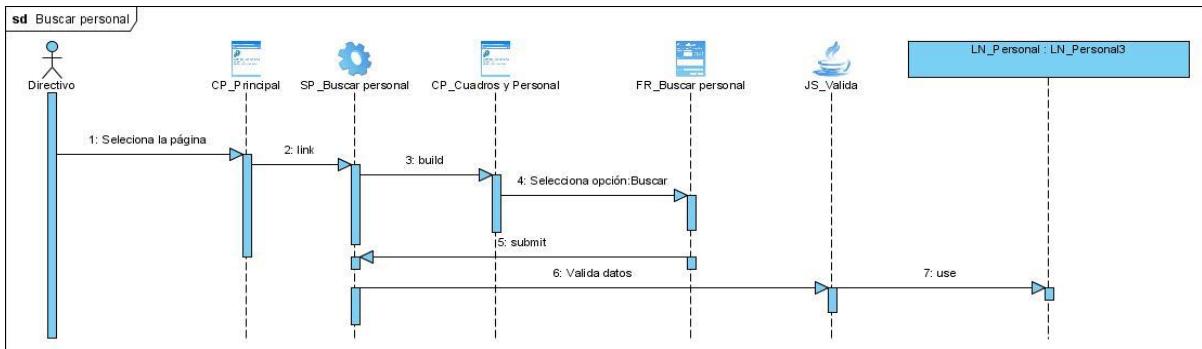 sd Buscar personal
LN_Personal : LN_Personal3
Directivo
CP_Principal
SP_Buscar personal
CP_Cuadros y Personal
FR_Buscar personal
JS_Valida
1: Seleciona la página
2: link
3: build
4: Selecciona opción:Buscar
5: submit
6: Valida datos
7: use